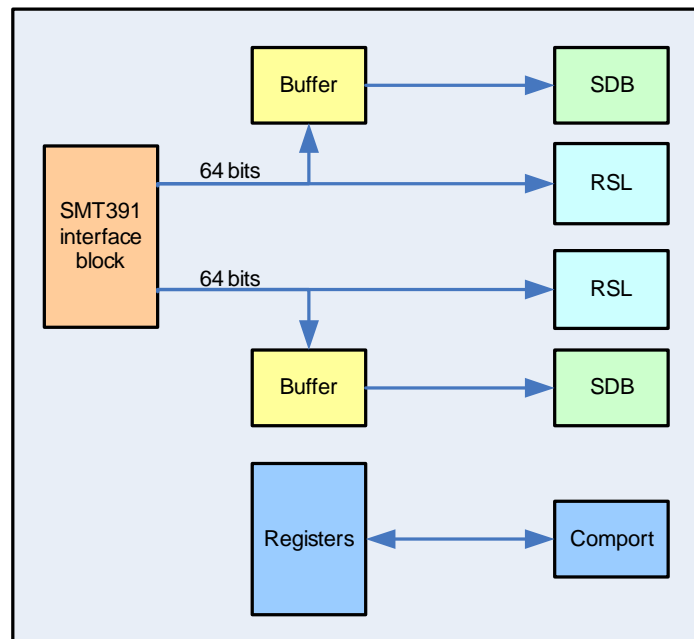 Buffer
SDB
64 bits
RSL
SMT391
interface
block
64 bits
RSL
Buffer
SDB
Registers
Comport